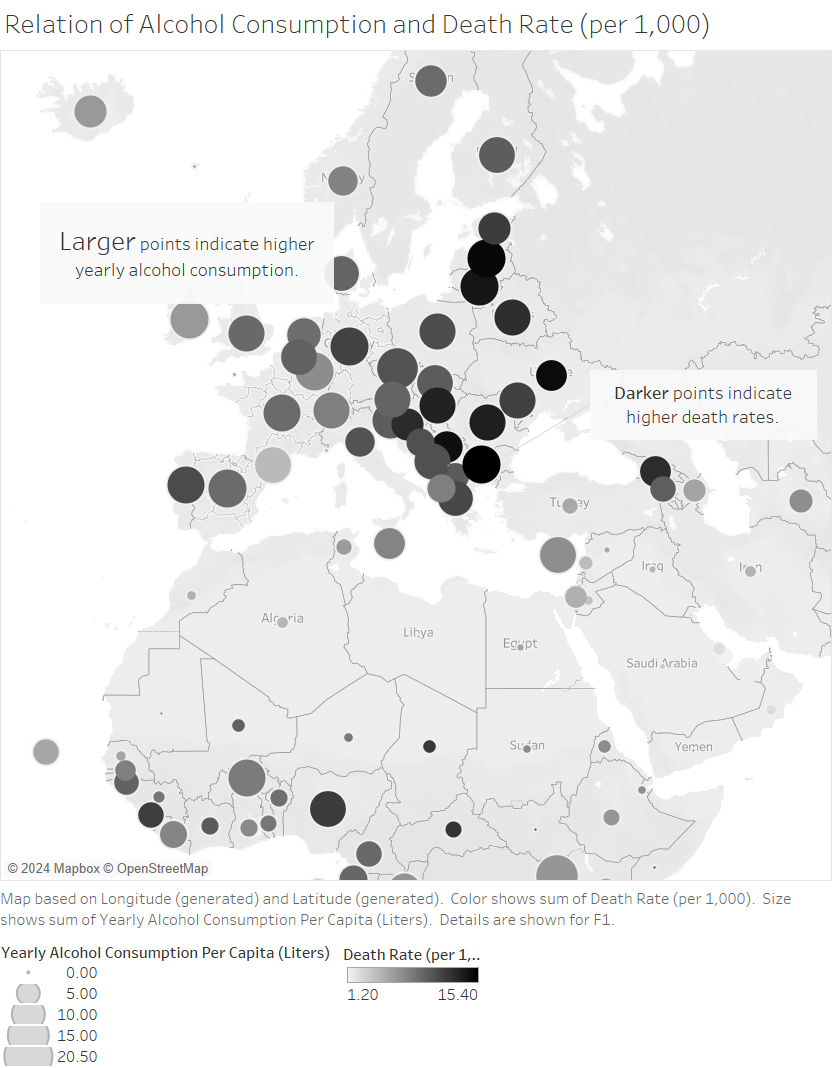 Relation of Alcohol Consumption and Death Rate (per 1,000)
Larger points indicate higher
yearly alcohol consumption.
Darker points indicate
higher death rates.
Iraq
Iran
Algeria
Libya
Egypt
Saudi Arabia
Sudan
Yemen
© 2024 Mapbox © OpenStreetMap
Map based on Longitude (generated) and Latitude (generated). Color shows sum of Death Rate (per 1,000). Size
shows sum of Yearly Alcohol Consumption Per Capita (Liters). Details are shown for F1.
Yearly Alcohol Consumption Per Capita (Liters)
0.00
5.00
10.00
15.00
20.50
Death Rate (per 1,..
1.20 15.40